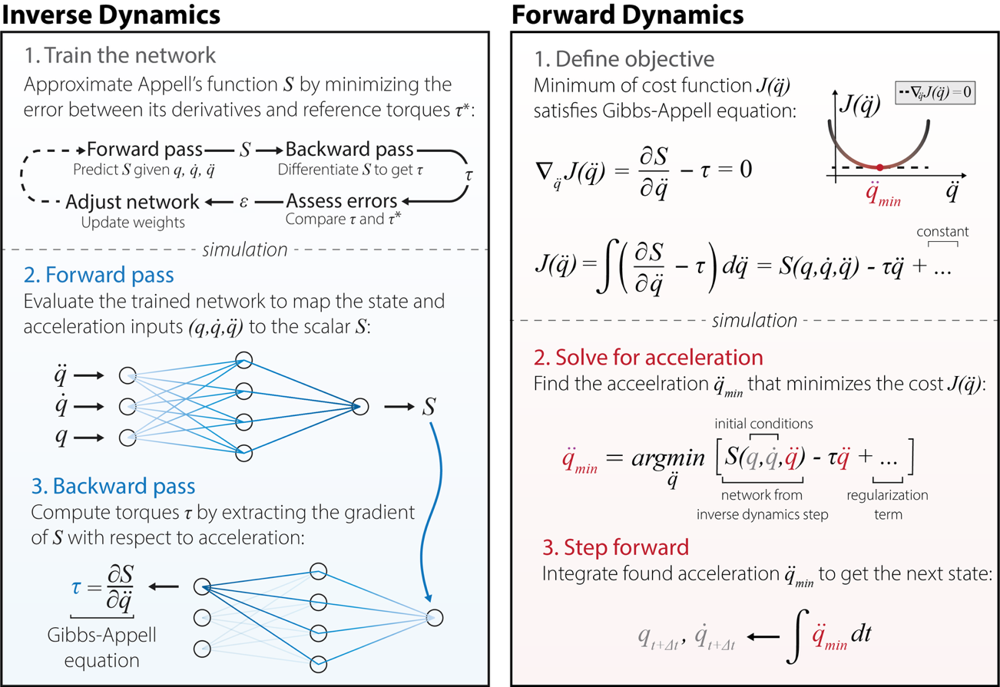 Inverse Dynamics
1. Train the network
Approximate Appell's function S by minimizing the
error between its derivatives and reference torques τ*:
Forward pass — S → Backward pass
Predict S given q, q̇, q̈
Differentiate S to get τ
τ
Adjust network ← ε — Assess errors
Update weights
Compare τ and τ*
simulation
2. Forward pass
Evaluate the trained network to map the state and
acceleration inputs (q,q̇,q̈) to the scalar S:
q̈
q̇
q
S
3. Backward pass
Compute torques τ by extracting the gradient
of S with respect to acceleration:
τ = ∂S/∂q̈
Gibbs-Appell
equation
Forward Dynamics
1. Define objective
Minimum of cost function J(q̈)
satisfies Gibbs-Appell equation:
J(q̈)
--∇q̈J(q̈)=0
q̈min
q̈
∇q̈J(q̈) = ∂S/∂q̈ − τ = 0
constant
J(q̈) = ∫(∂S/∂q̈ − τ) dq̈ = S(q,q̇,q̈) - τq̈ + ...
simulation
2. Solve for acceleration
Find the acceelration q̈min that minimizes the cost J(q̈):
initial conditions
q̈min = argmin q̈ [S(q,q̇,q̈) - τq̈ + ...]
network from
inverse dynamics step
regularization
term
3. Step forward
Integrate found acceleration q̈min to get the next state:
qt+Δt, q̇t+Δt ← ∫ q̈min dt